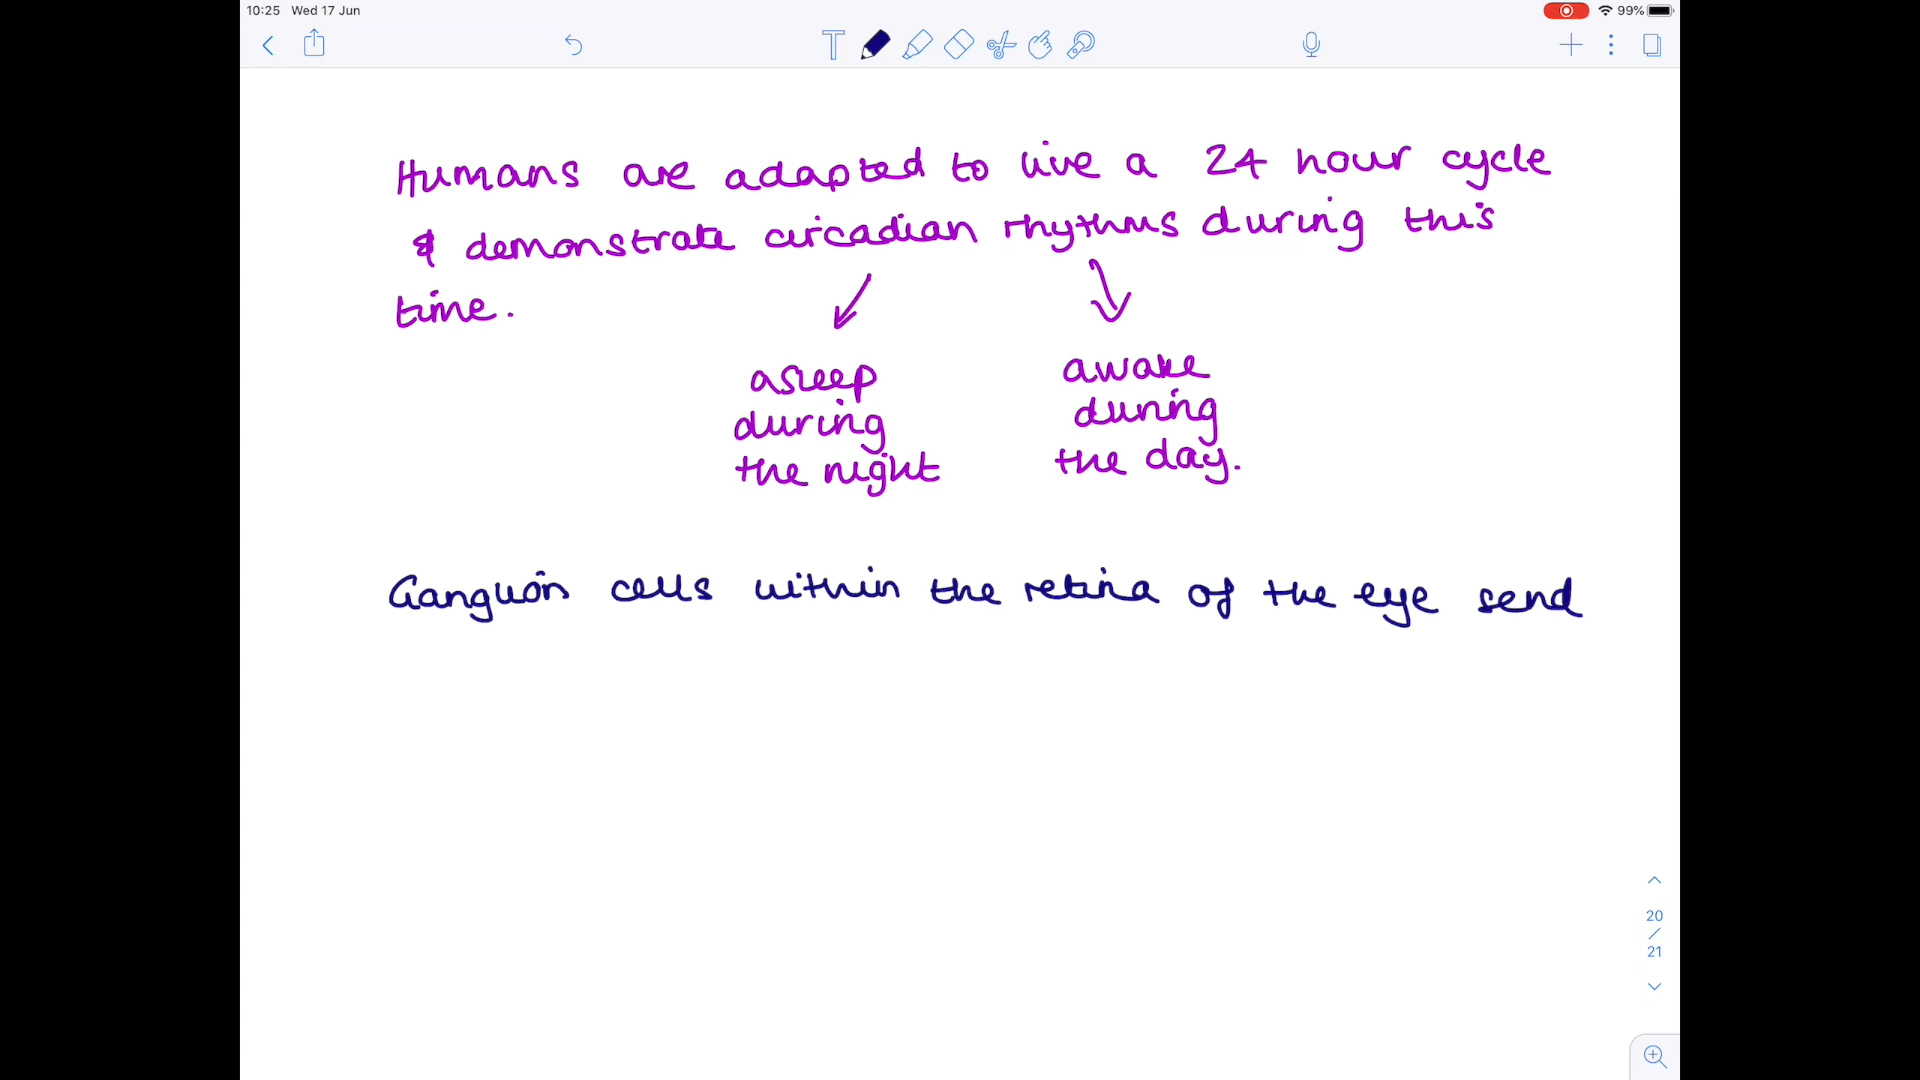 10:25 Wed 17 Jun
99%
Humans are adapted to live a 24 hour cycle
& demonstrate circadian rhythms during this
time.
asleep
during
the night
awake
during
the day.
Ganglion cells within the retina of the eye send
20
/
21